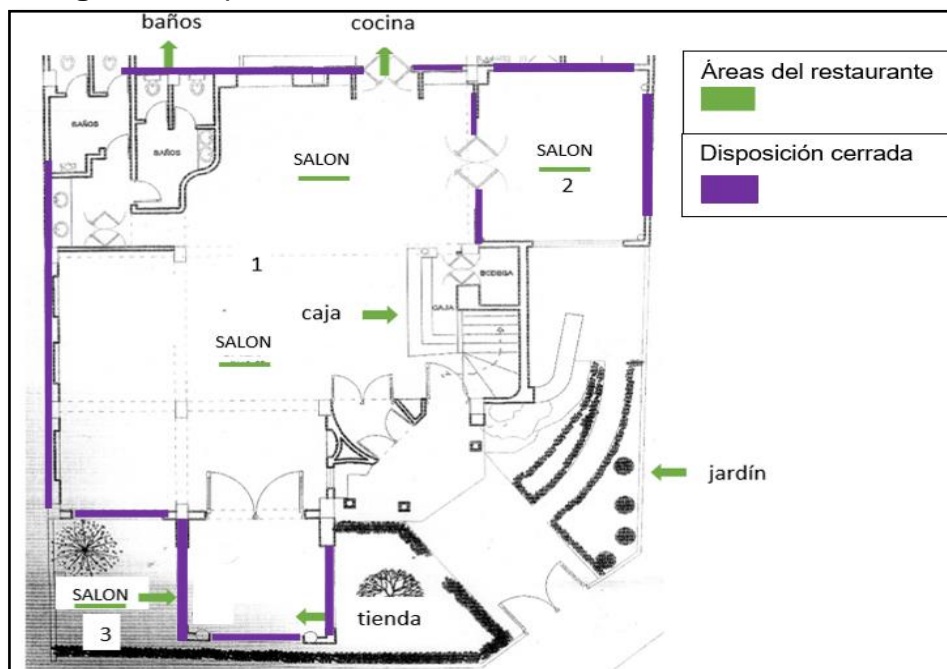 baños
cocina
Áreas del restaurante
Disposición cerrada
BAÑOS
BAÑOS
SALON
SALON
2
1
BODEGA
CAJA
caja
SALON
jardín
SALON
3
tienda